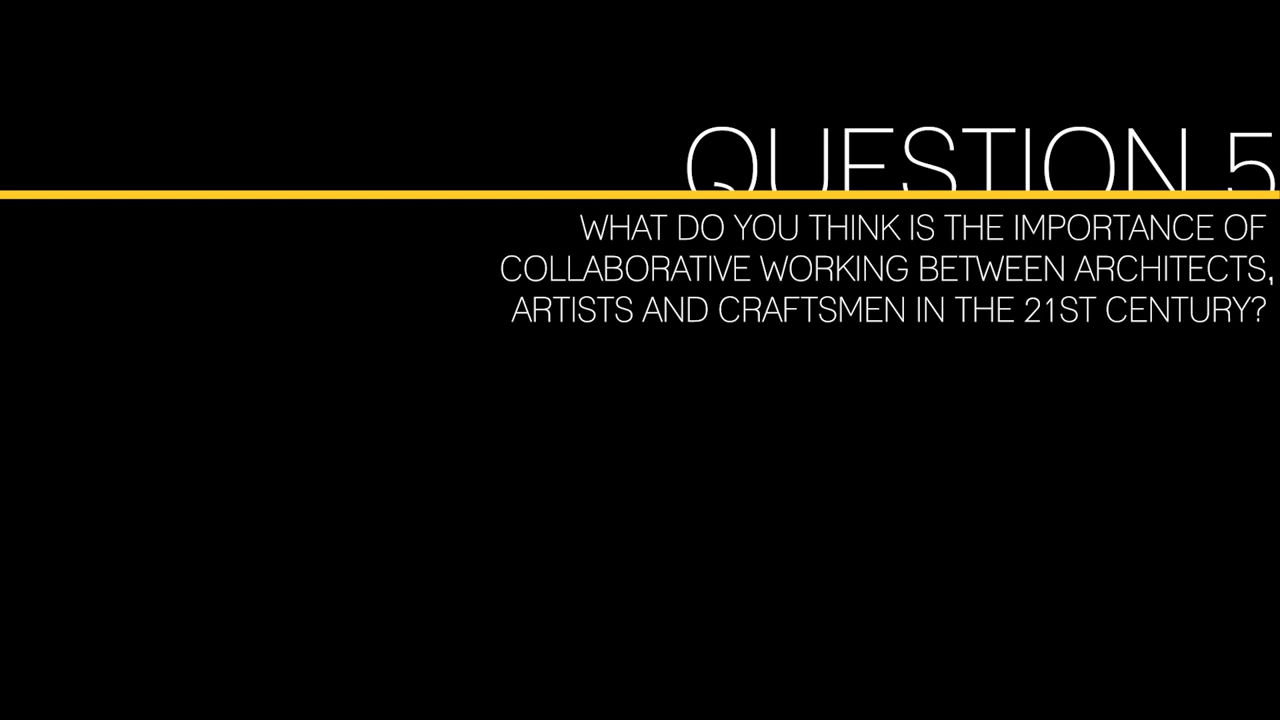 QUESTION 5
WHAT DO YOU THINK IS THE IMPORTANCE OF
COLLABORATIVE WORKING BETWEEN ARCHITECTS,
ARTISTS AND CRAFTSMEN IN THE 21ST CENTURY?